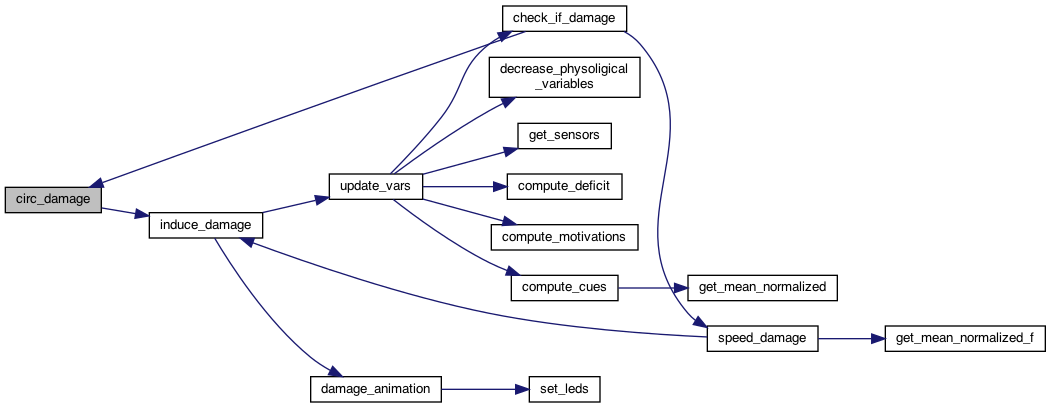 check_if_damage
decrease_physoligical
_variables
get_sensors
update_vars
compute_deficit
circ_damage
induce_damage
compute_motivations
compute_cues
get_mean_normalized
speed_damage
get_mean_normalized_f
damage_animation
set_leds